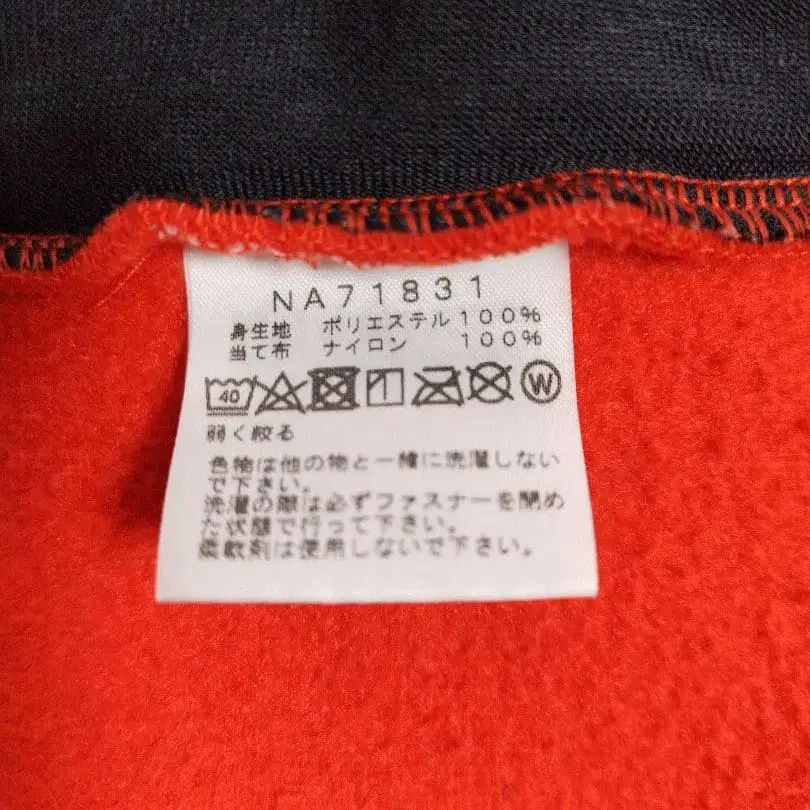 NA71831
身生地 ポリエステル 100%
当て布 ナイロン 100%
40 W
弱く絞る
色物は他の物と一緒に洗濯しない
で下さい。
洗濯の際は必ずファスナーを閉め
た状態で行って下さい。
柔軟剤は使用しないで下さい。